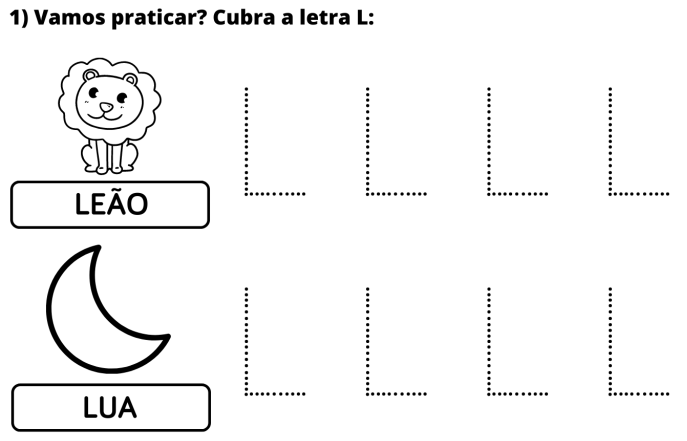 1) Vamos praticar? Cubra a letra L:
L L L L
LEÃO
L L L L
LUA